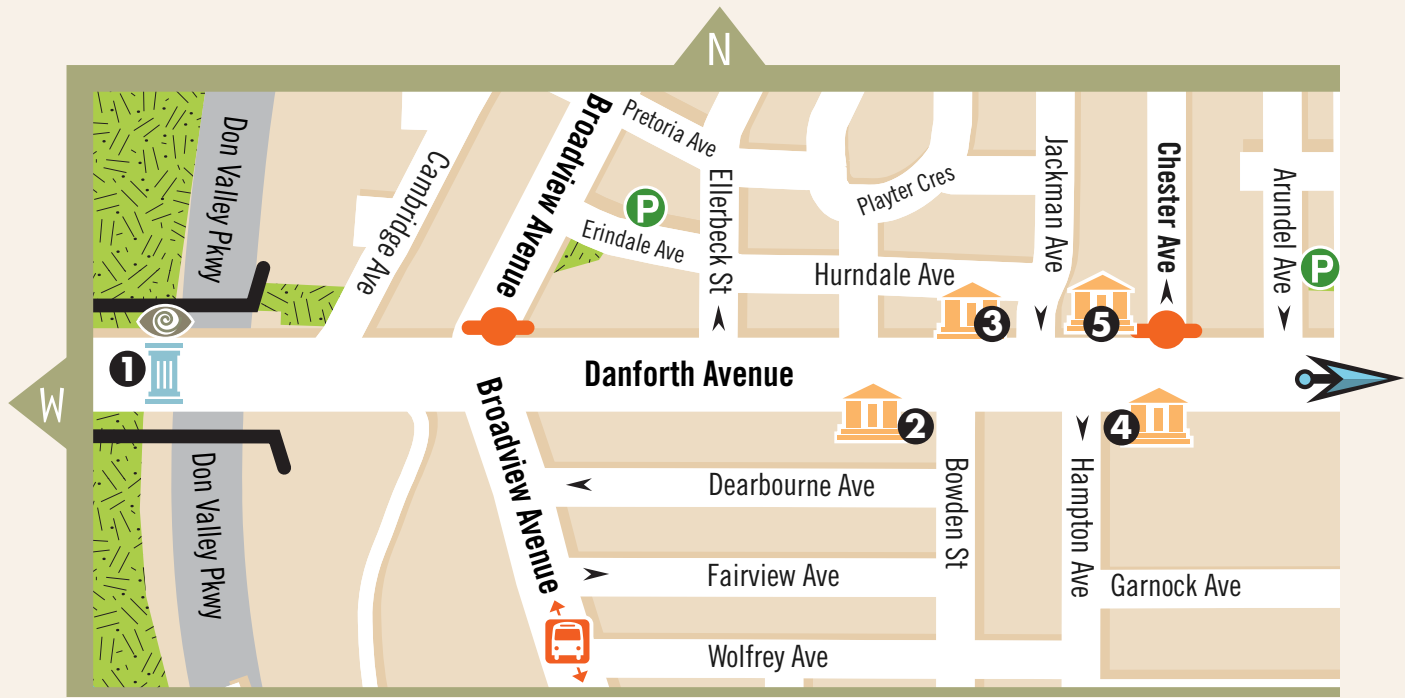 N
W
Don Valley Pkwy
Cambridge Ave
Broadview Avenue
Pretoria Ave
Ellerbeck St
P
Erindale Ave
Playter Cres
Hurndale Ave
Jackman Ave
Chester Ave
Arundel Ave
P
3
5
1
Danforth Avenue
2
4
Broadview Avenue
Don Valley Pkwy
Dearbourne Ave
Bowden St
Hampton Ave
Fairview Ave
Garnock Ave
Wolfrey Ave